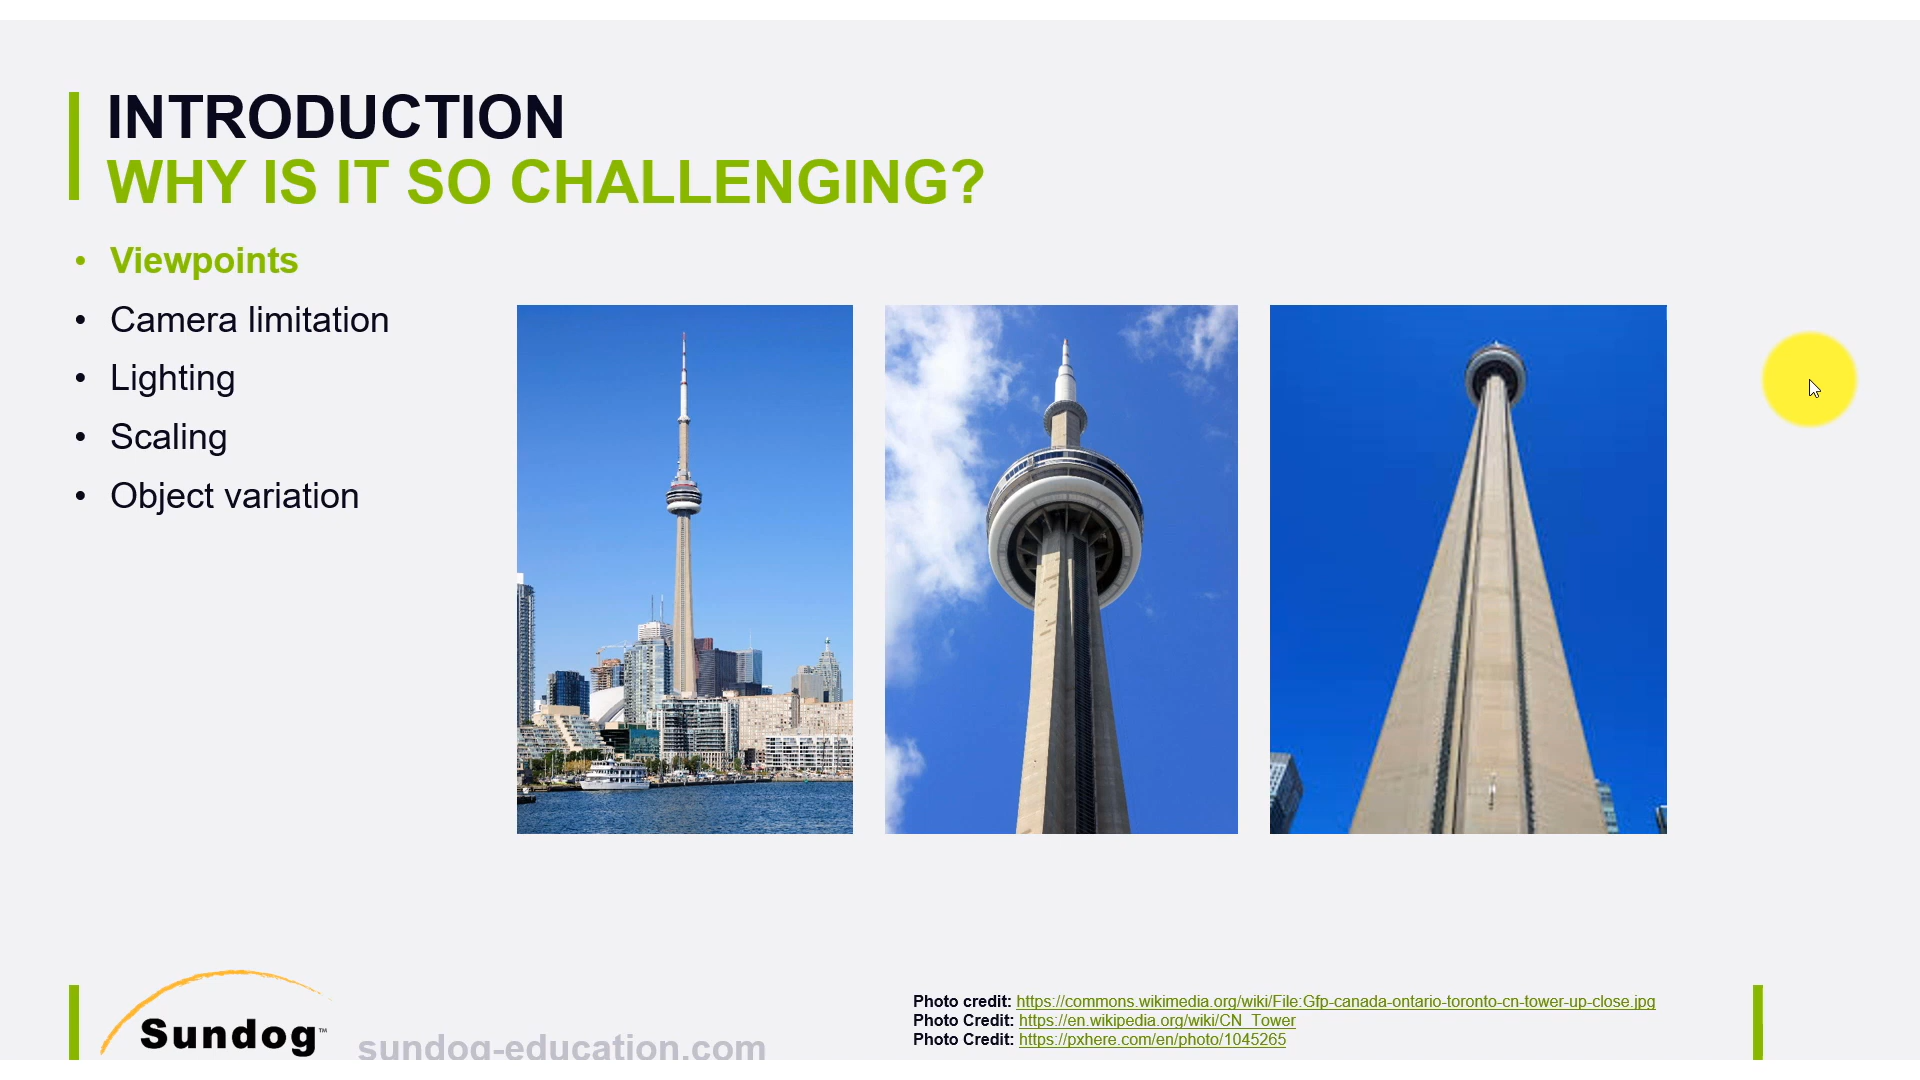 INTRODUCTION
WHY IS IT SO CHALLENGING?
• Viewpoints
• Camera limitation
• Lighting
• Scaling
• Object variation
Sundog™
sundog-education.com
Photo credit: https://commons.wikimedia.org/wiki/File:Gfp-canada-ontario-toronto-cn-tower-up-close.jpg
Photo Credit: https://en.wikipedia.org/wiki/CN_Tower
Photo Credit: https://pxhere.com/en/photo/1045265